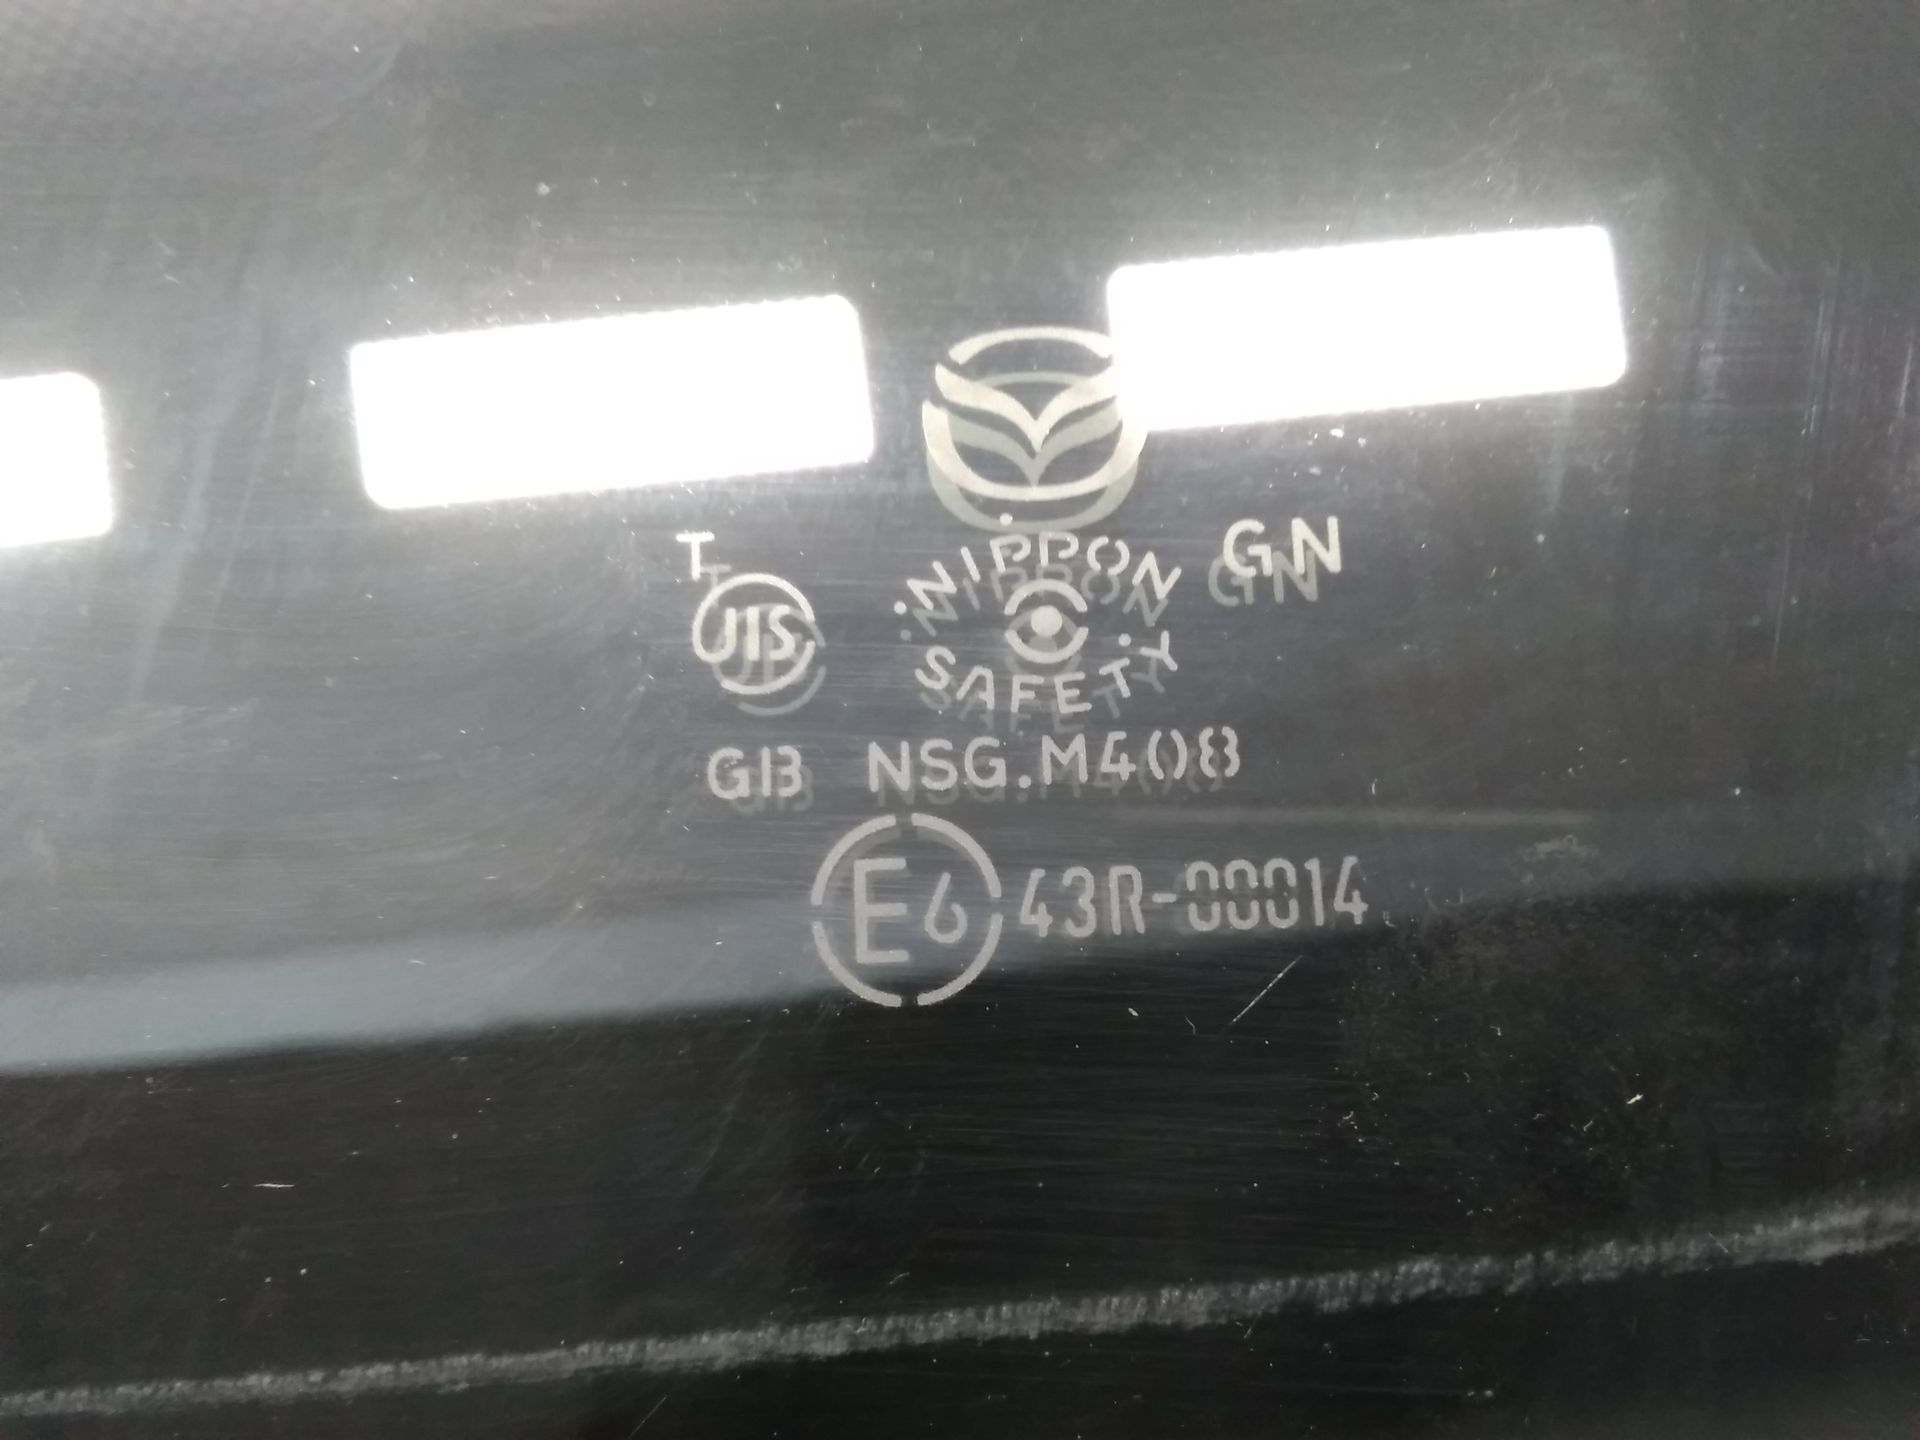 T JIS NIPPON SAFETY GN
GB NSG.M408
E6 43R-00014